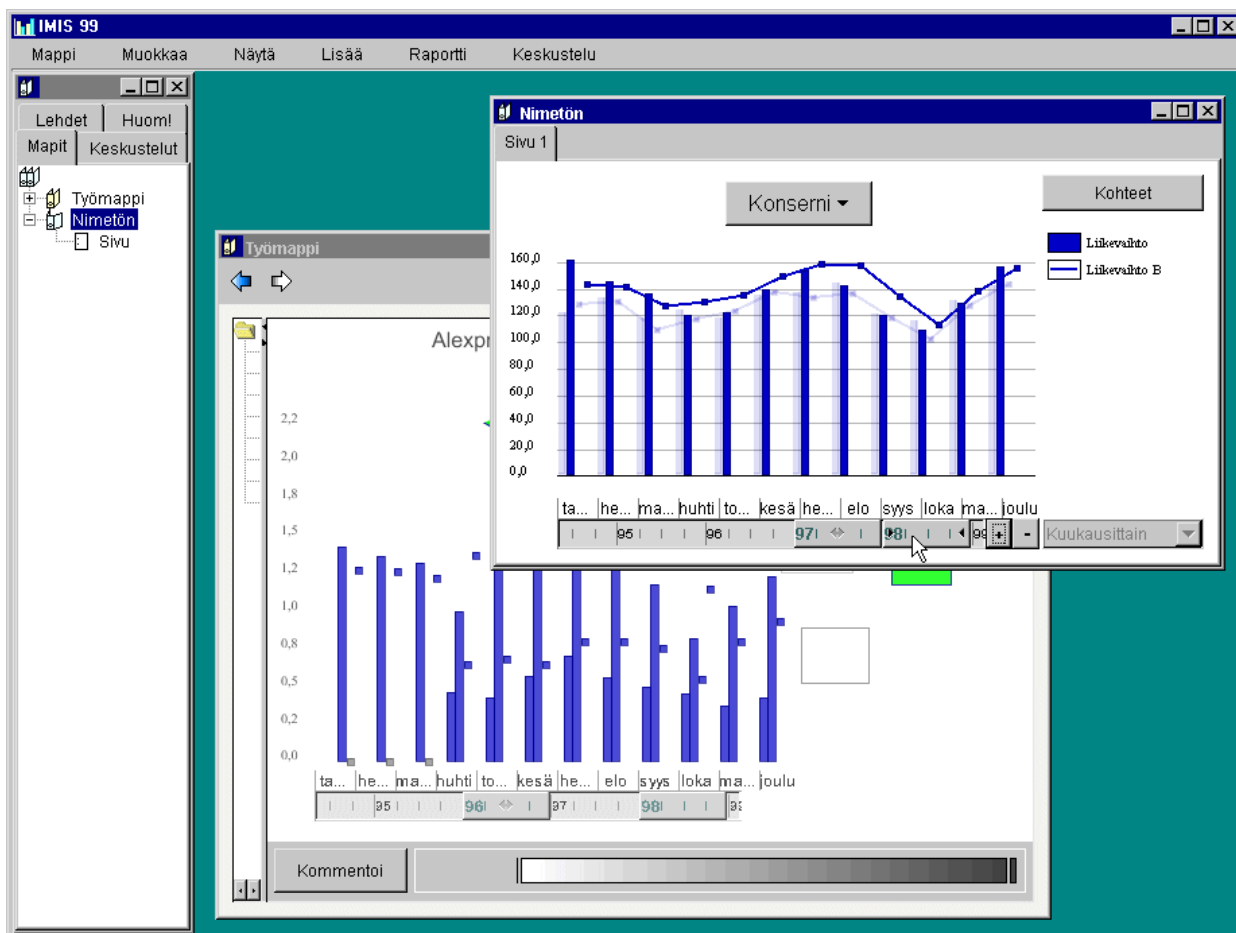 IMIS 99
Mappi Muokkaa Näytä Lisää Raportti Keskustelu
Lehdet Huom!
Mapit Keskustelut
Työmappi
Nimetön
Sivu
Nimetön
Sivu 1
Konserni
Kohteet
Liikevaihto
Liikevaihto B
160,0
140,0
120,0
100,0
80,0
60,0
40,0
20,0
0,0
ta... he... ma... huhti to... kesä he... elo syys loka ma... joulu
95 96 97 98 99 + - Kuukausittain
Työmappi
Alexpr
2,2
2,0
1,8
1,5
1,2
1,0
0,8
0,5
0,2
0,0
ta... he... ma... huhti to... kesä he... elo syys loka ma... joulu
95 96 97 98
Kommentoi